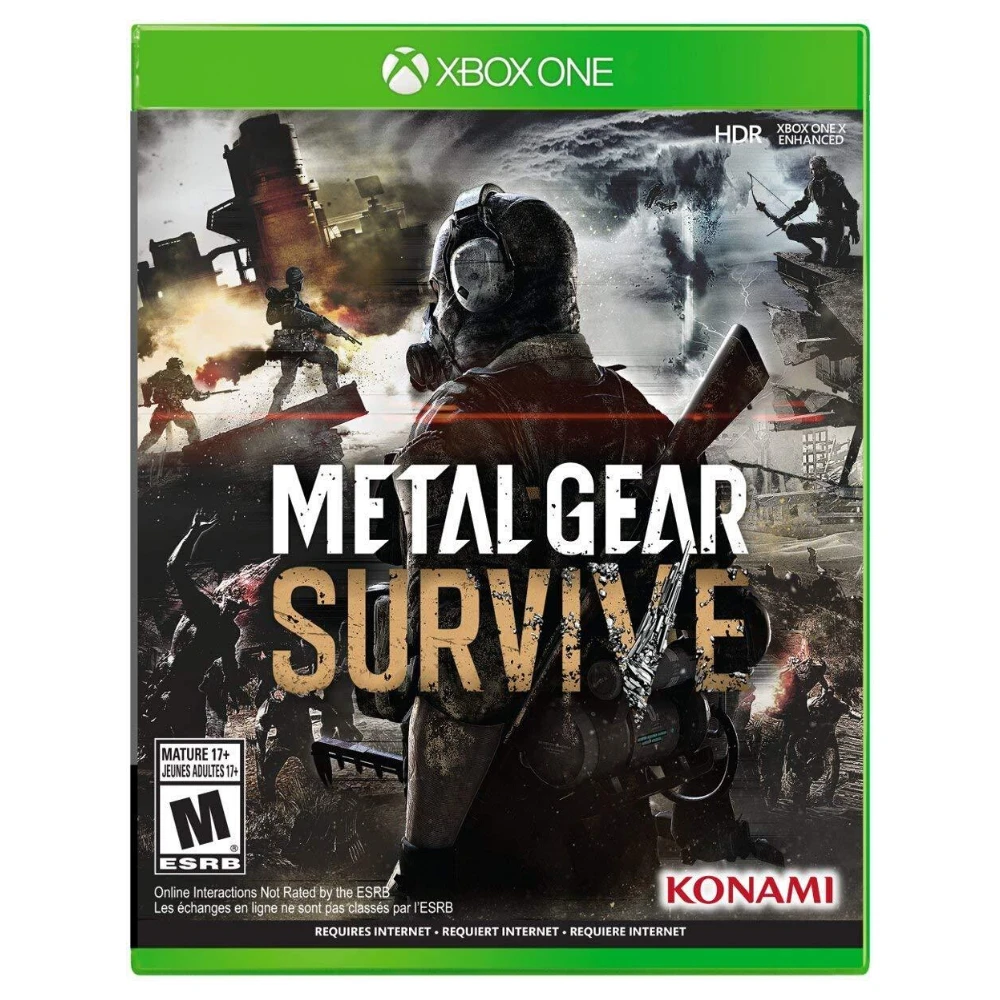 XBOX ONE
HDR
XBOX ONE X
ENHANCED
METAL GEAR
SURVIVE
MATURE 17+
JEUNES ADULTES 17+
M
®
ESRB
Online Interactions Not Rated by the ESRB
Les échanges en ligne ne sont pas classés par l'ESRB
KONAMI
REQUIRES INTERNET • REQUIERT INTERNET • REQUIERE INTERNET